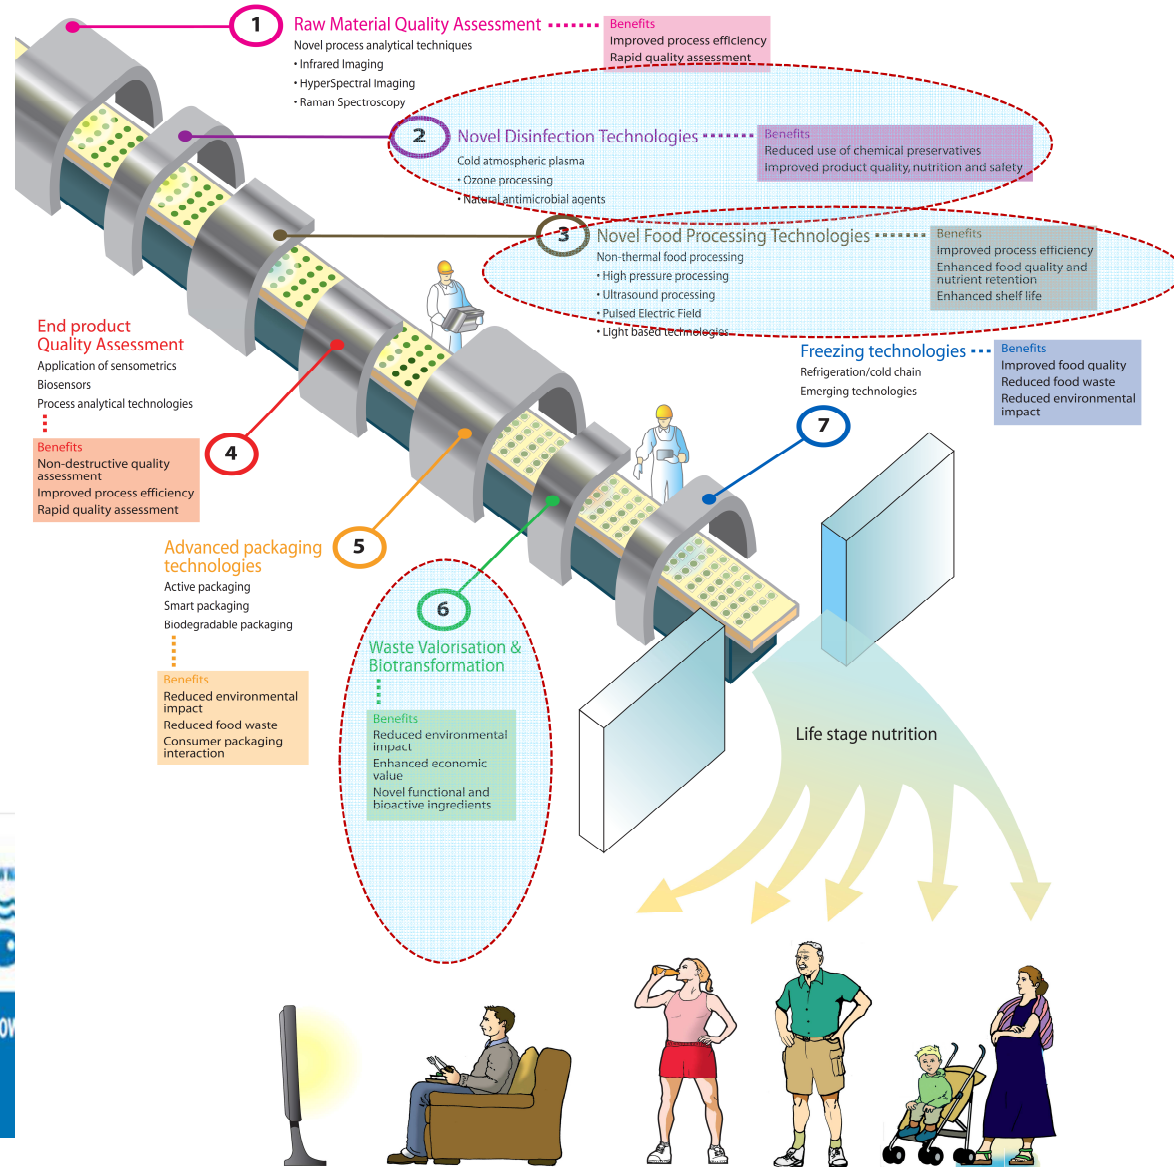 1
Raw Material Quality Assessment
Novel process analytical techniques
• Infrared Imaging
• HyperSpectral Imaging
• Raman Spectroscopy
Benefits
Improved process efficiency
Rapid quality assessment
2
Novel Disinfection Technologies
Cold atmospheric plasma
• Ozone processing
• Natural antimicrobial agents
Benefits
Reduced use of chemical preservatives
Improved product quality, nutrition and safety
3
Novel Food Processing Technologies
Non-thermal food processing
• High pressure processing
• Ultrasound processing
• Pulsed Electric Field
• Light based technologies
Benefits
Improved process efficiency
Enhanced food quality and
nutrient retention
Enhanced shelf life
End product
Quality Assessment
Application of sensometrics
Biosensors
Process analytical technologies
Benefits
Non-destructive quality
assessment
Improved process efficiency
Rapid quality assessment
4
Freezing technologies
Refrigeration/cold chain
Emerging technologies
Benefits
Improved food quality
Reduced food waste
Reduced environmental
impact
7
5
Advanced packaging
technologies
Active packaging
Smart packaging
Biodegradable packaging
Benefits
Reduced environmental
impact
Reduced food waste
Consumer packaging
interaction
6
Waste Valorisation &
Biotransformation
Benefits
Reduced environmental
impact
Enhanced economic
value
Novel functional and
bioactive ingredients
Life stage nutrition